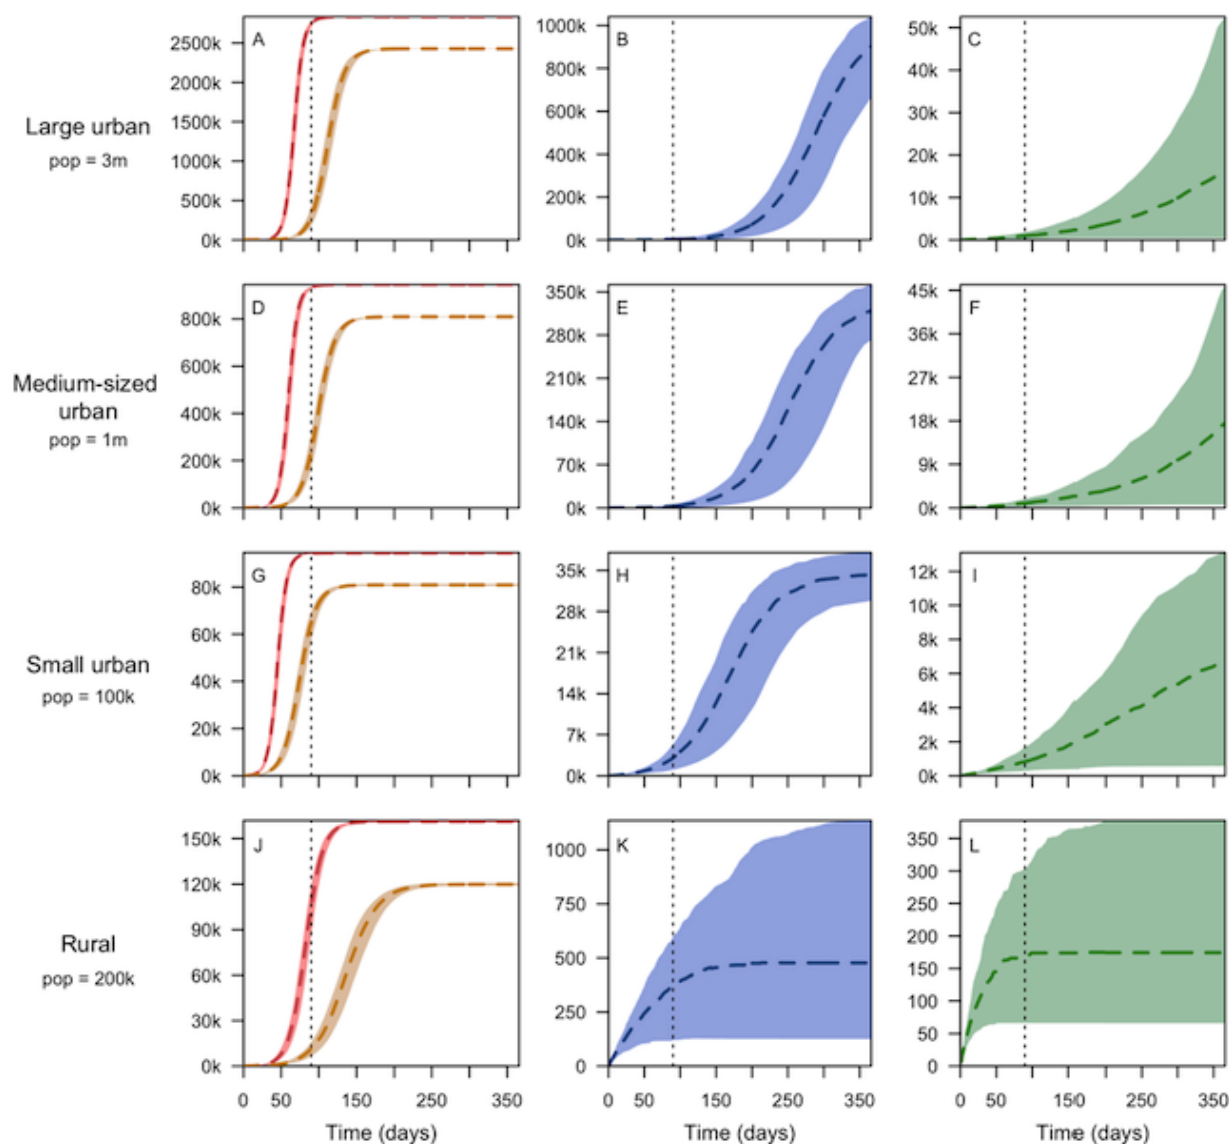 A
B
C
Large urban
pop = 3m
2500k
2000k
1500k
1000k
500k
0k
1000k
800k
600k
400k
200k
0k
50k
40k
30k
20k
10k
0k
D
E
F
Medium-sized
urban
pop = 1m
800k
600k
400k
200k
0k
350k
280k
210k
140k
70k
0k
45k
36k
27k
18k
9k
0k
G
H
I
Small urban
pop = 100k
80k
60k
40k
20k
0k
35k
28k
21k
14k
7k
0k
12k
10k
8k
6k
4k
2k
0k
J
K
L
Rural
pop = 200k
150k
120k
90k
60k
30k
0k
1000
750
500
250
0
350
300
250
200
150
100
50
0
0 50 150 250 350
0 50 150 250 350
0 50 150 250 350
Time (days)
Time (days)
Time (days)